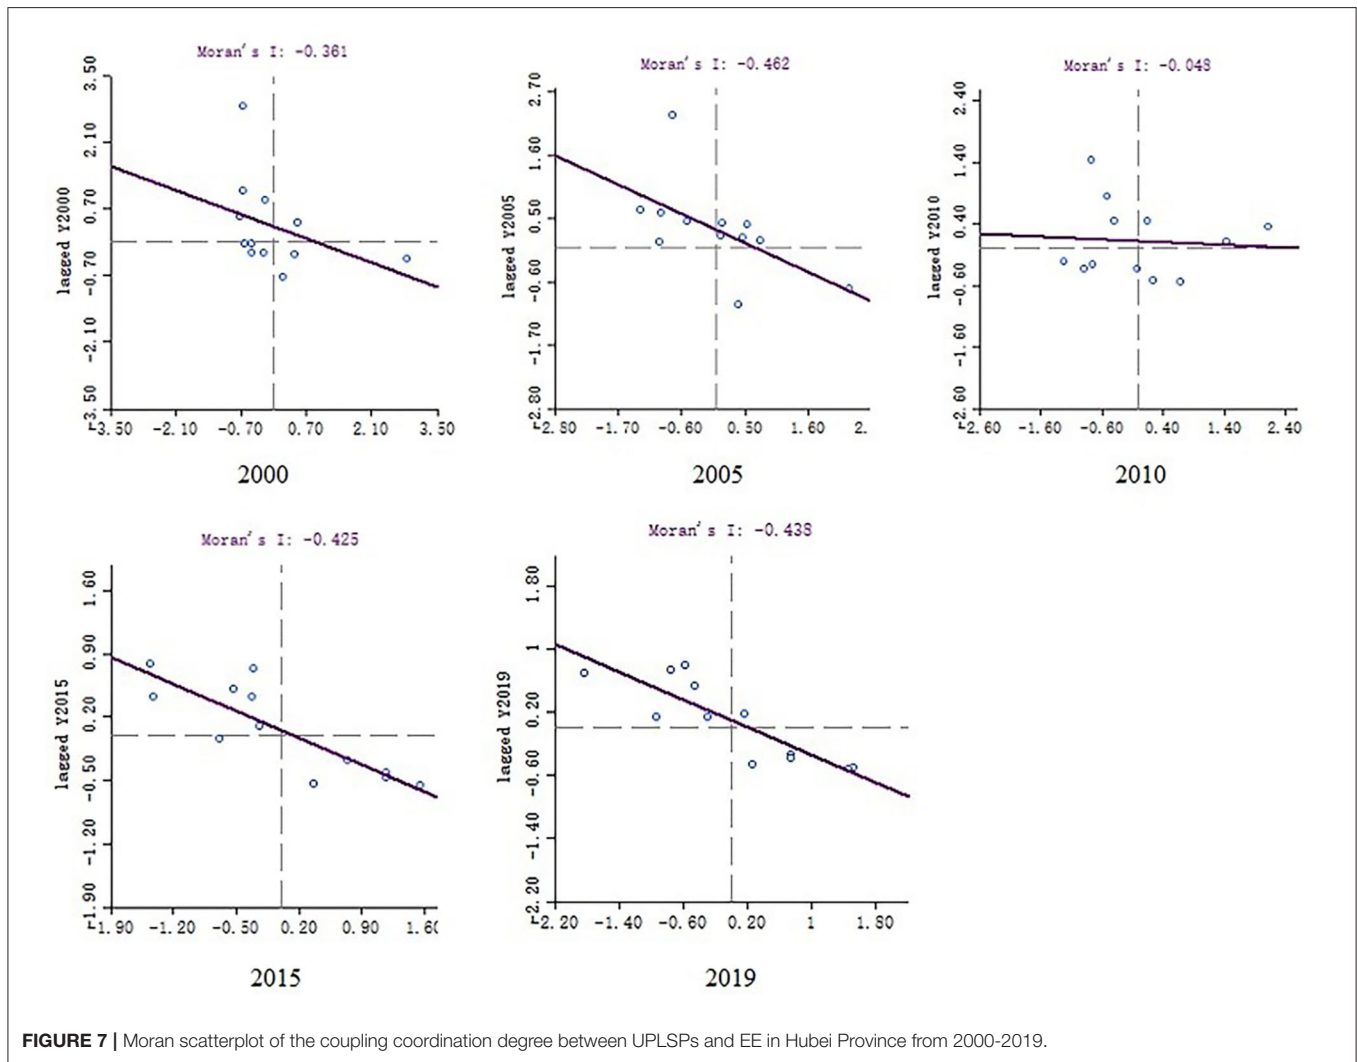 Moran's I: -0.361
3.50
2.10
0.70
-0.70
-2.10
-3.50
lagged Y2000
-3.50 -2.10 -0.70 0.70 2.10 3.50
2000
Moran's I: -0.462
2.70
1.60
0.50
-0.60
-1.70
-2.80
lagged Y2005
-2.80 -1.70 -0.60 0.50 1.60 2.
2005
Moran's I: -0.048
2.40
1.40
0.40
-0.60
-1.60
-2.60
lagged Y2010
-2.60 -1.60 -0.60 0.40 1.40 2.40
2010
Moran's I: -0.425
1.60
0.90
0.20
-0.50
-1.20
-1.90
lagged Y2015
-1.90 -1.20 -0.50 0.20 0.90 1.60
2015
Moran's I: -0.438
1.80
1
0.20
-0.60
-1.40
-2.20
lagged Y2019
-2.20 -1.40 -0.60 0.20 1 1.80
2019
FIGURE 7 | Moran scatterplot of the coupling coordination degree between UPLSPs and EE in Hubei Province from 2000-2019.